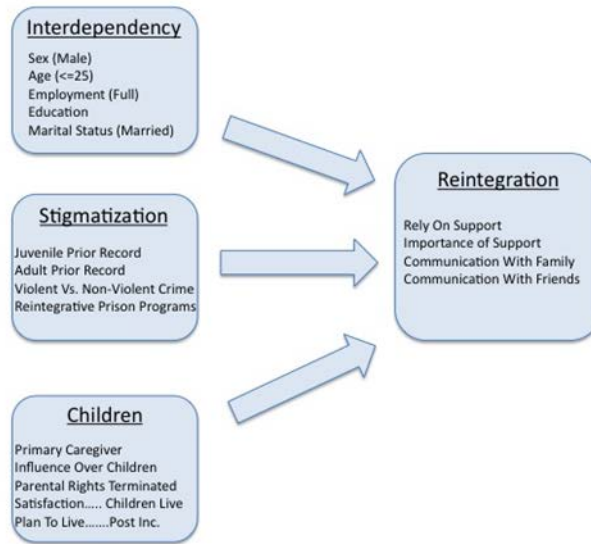 Interdependency
Sex (Male)
Age (<=25)
Employment (Full)
Education
Marital Status (Married)
Stigmatization
Juvenile Prior Record
Adult Prior Record
Violent Vs. Non-Violent Crime
Reintegrative Prison Programs
Children
Primary Caregiver
Influence Over Children
Parental Rights Terminated
Satisfaction..... Children Live
Plan To Live.......Post Inc.
Reintegration
Rely On Support
Importance of Support
Communication With Family
Communication With Friends